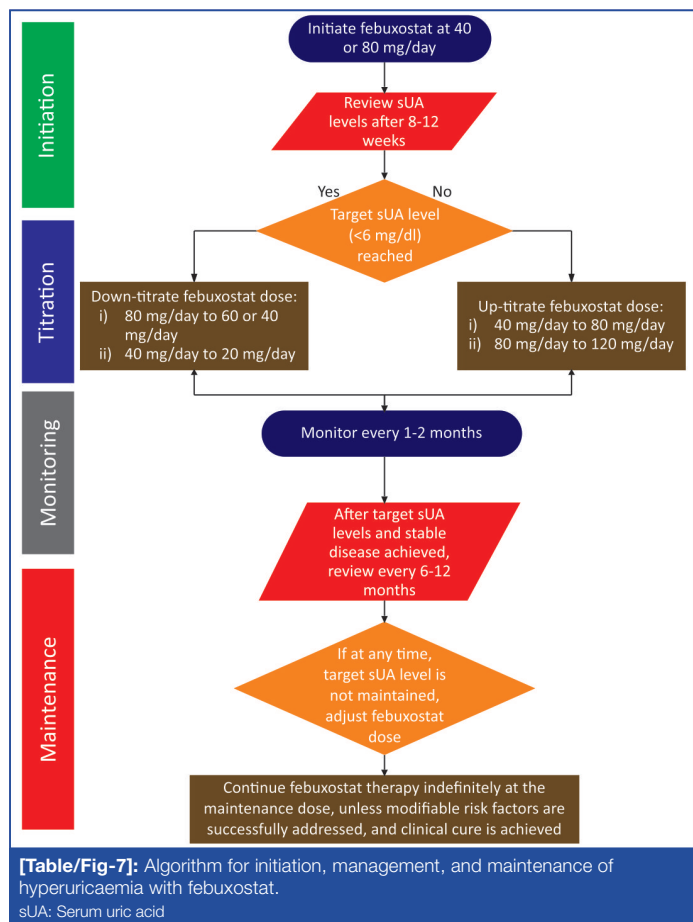 Initiation
Initiate febuxostat at 40
or 80 mg/day
Review sUA
levels after 8-12
weeks
Yes
No
Target sUA level
(<6 mg/dl)
reached
Titration
Down-titrate febuxostat dose:
i) 80 mg/day to 60 or 40
mg/day
ii) 40 mg/day to 20 mg/day
Up-titrate febuxostat dose:
i) 40 mg/day to 80 mg/day
ii) 80 mg/day to 120 mg/day
Monitoring
Monitor every 1-2 months
After target sUA
levels and stable
disease achieved,
review every 6-12
months
Maintenance
If at any time,
target sUA level is
not maintained,
adjust febuxostat
dose
Continue febuxostat therapy indefinitely at the
maintenance dose, unless modifiable risk factors are
successfully addressed, and clinical cure is achieved
[Table/Fig-7]: Algorithm for initiation, management, and maintenance of
hyperuricaemia with febuxostat.
sUA: Serum uric acid